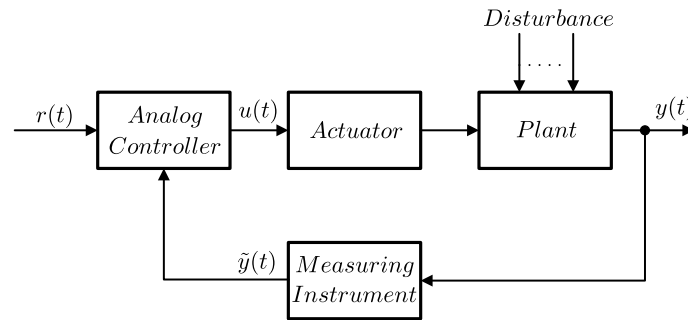 Disturbance
....
r(t)
Analog
Controller
u(t)
Actuator
Plant
y(t)
ỹ(t)
Measuring
Instrument